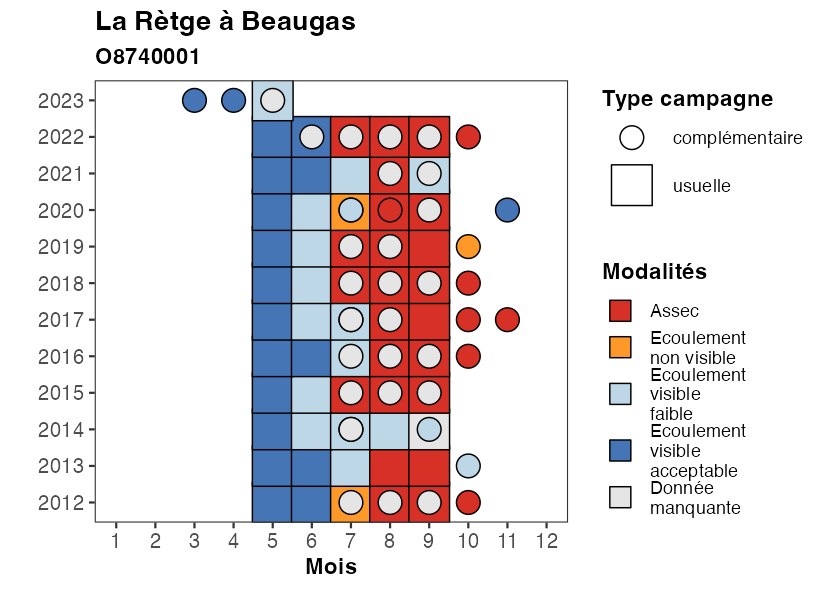 La Rètge à Beaugas
O8740001
2023
2022
2021
2020
2019
2018
2017
2016
2015
2014
2013
2012
1 2 3 4 5 6 7 8 9 10 11 12
Mois
Type campagne
complémentaire
usuelle
Modalités
Assec
Ecoulement
non visible
Ecoulement
visible
faible
Ecoulement
visible
acceptable
Donnée
manquante